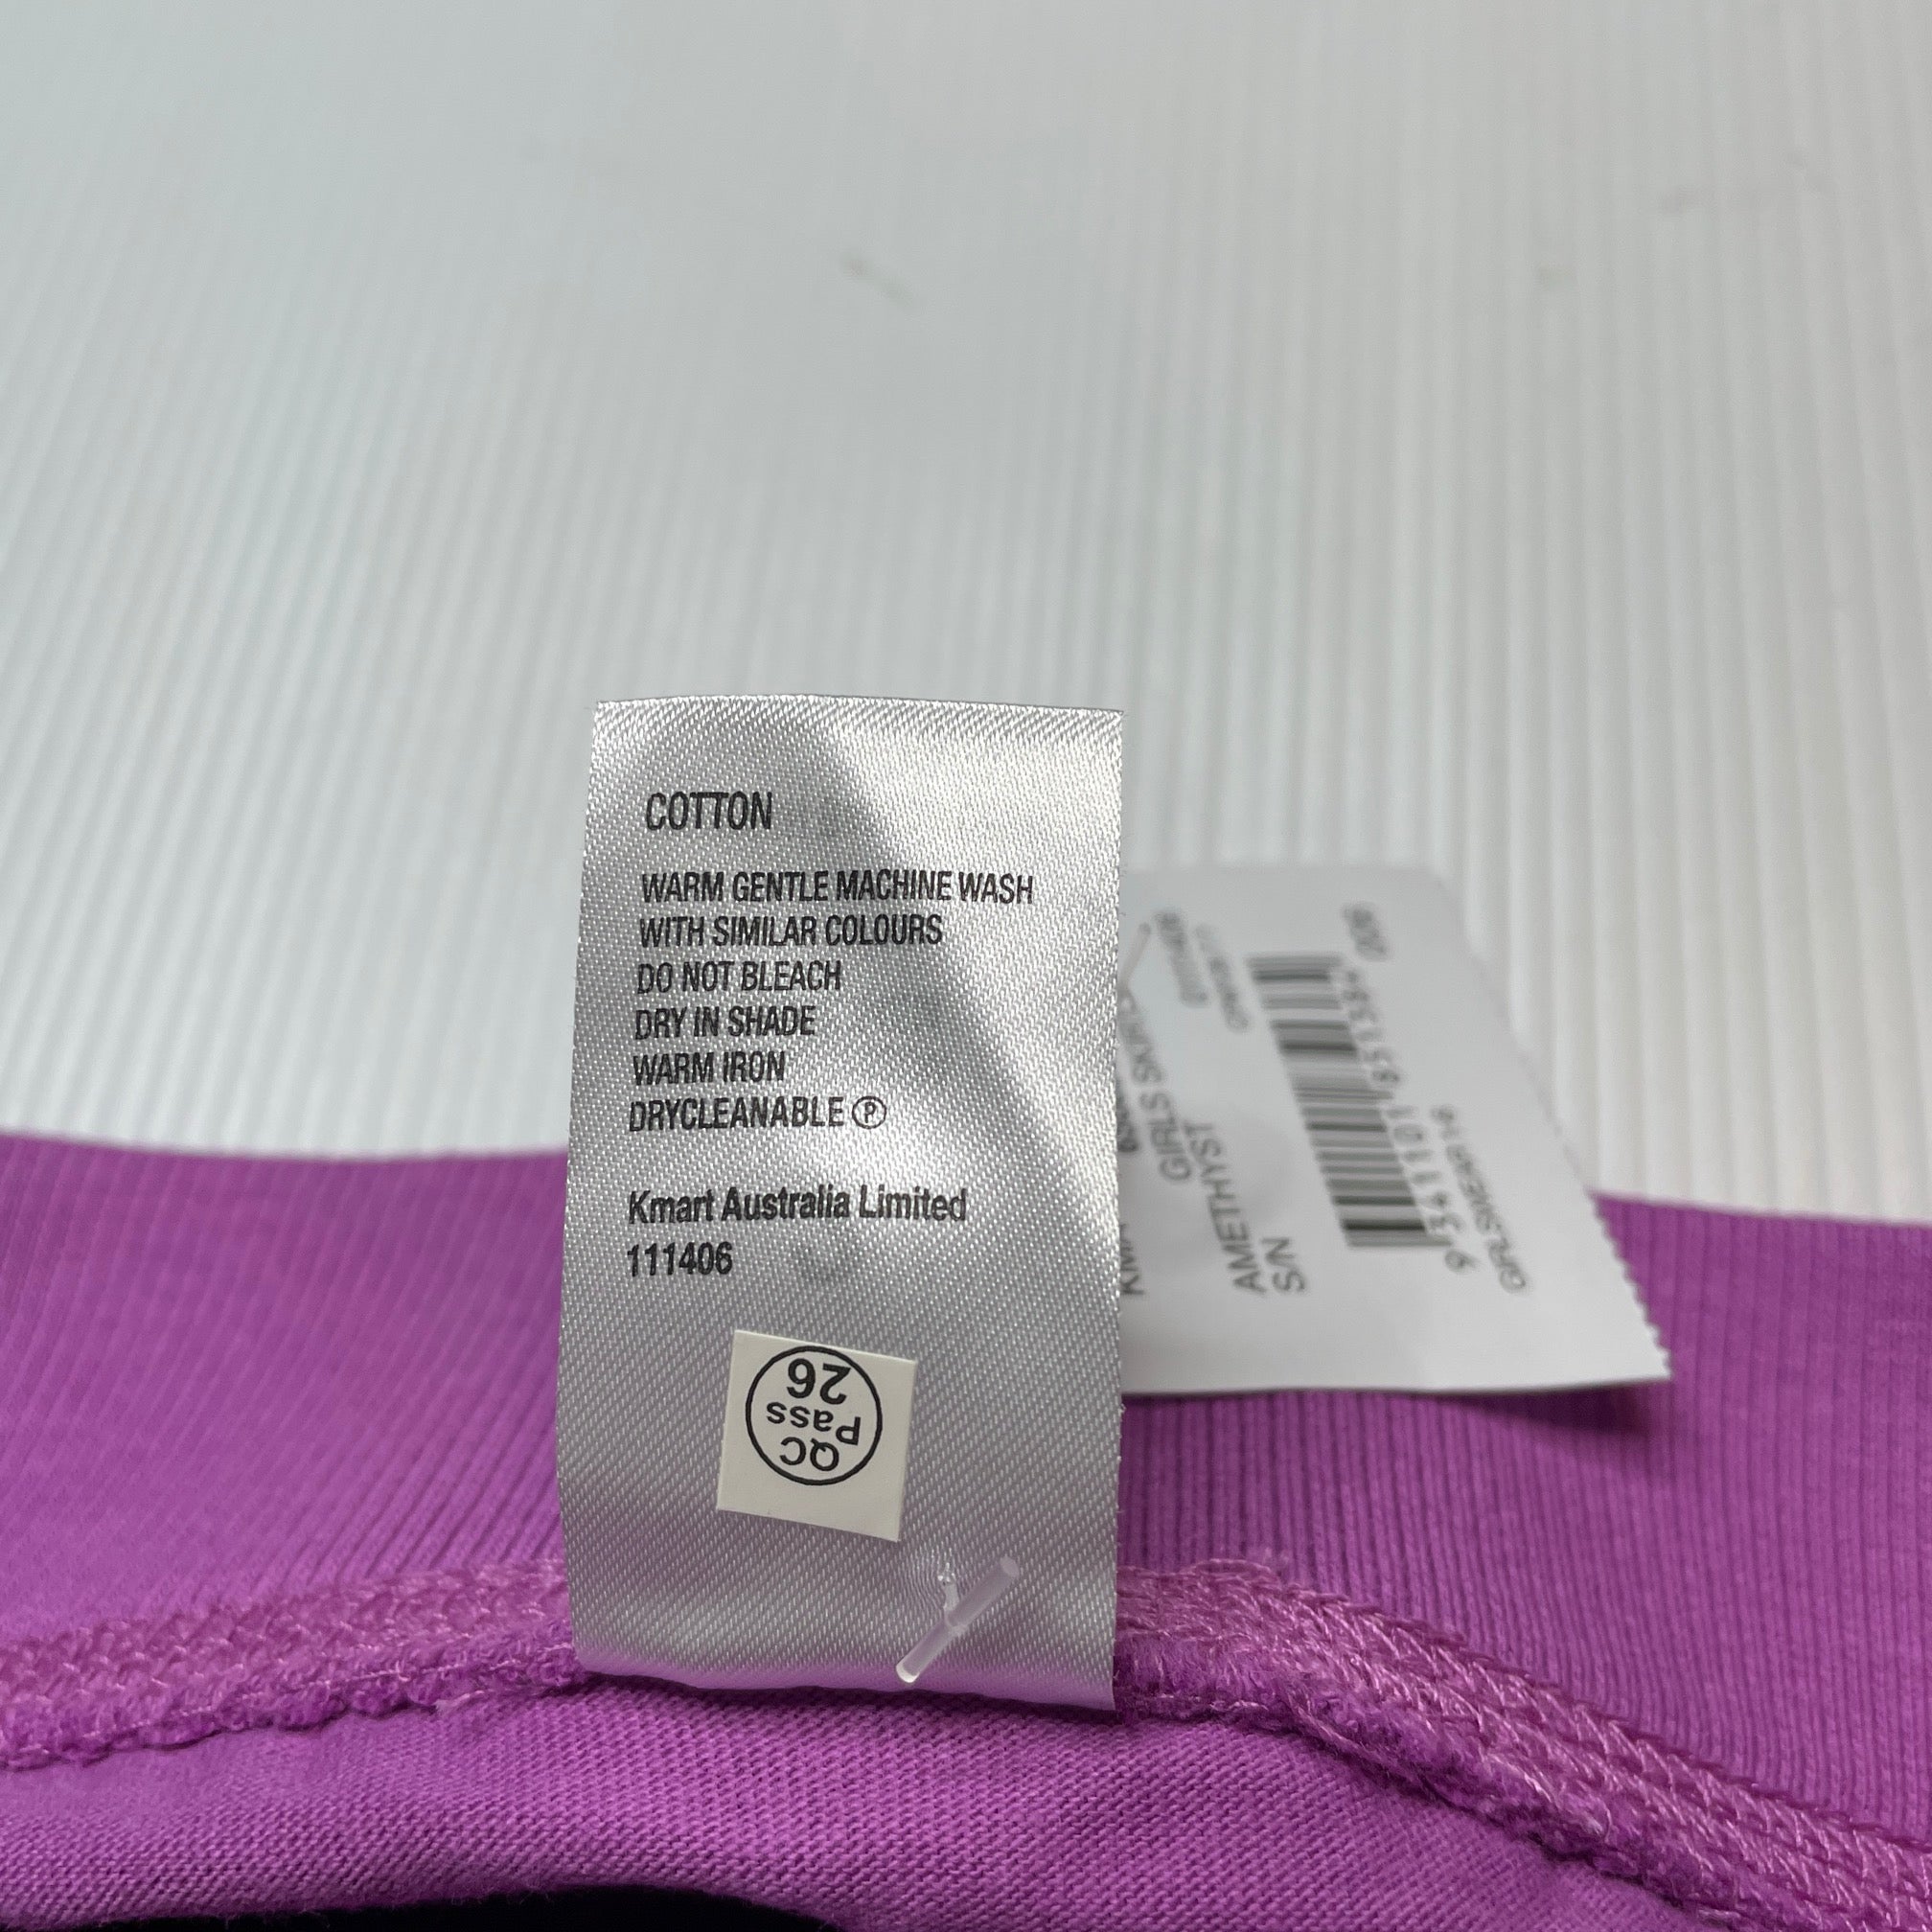 COTTON
WARM GENTLE MACHINE WASH
WITH SIMILAR COLOURS
DO NOT BLEACH
DRY IN SHADE
WARM IRON
DRYCLEANABLE Ⓟ
Kmart Australia Limited
111406
QC
Pass
26
GIRLS SKIRT
AMETHYST
S/N
GIRLSWEAR